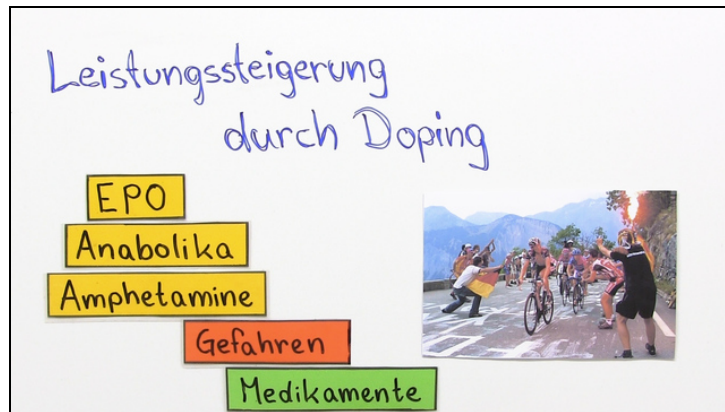 Leistungssteigerung
durch Doping
EPO
Anabolika
Amphetamine
Gefahren
Medikamente